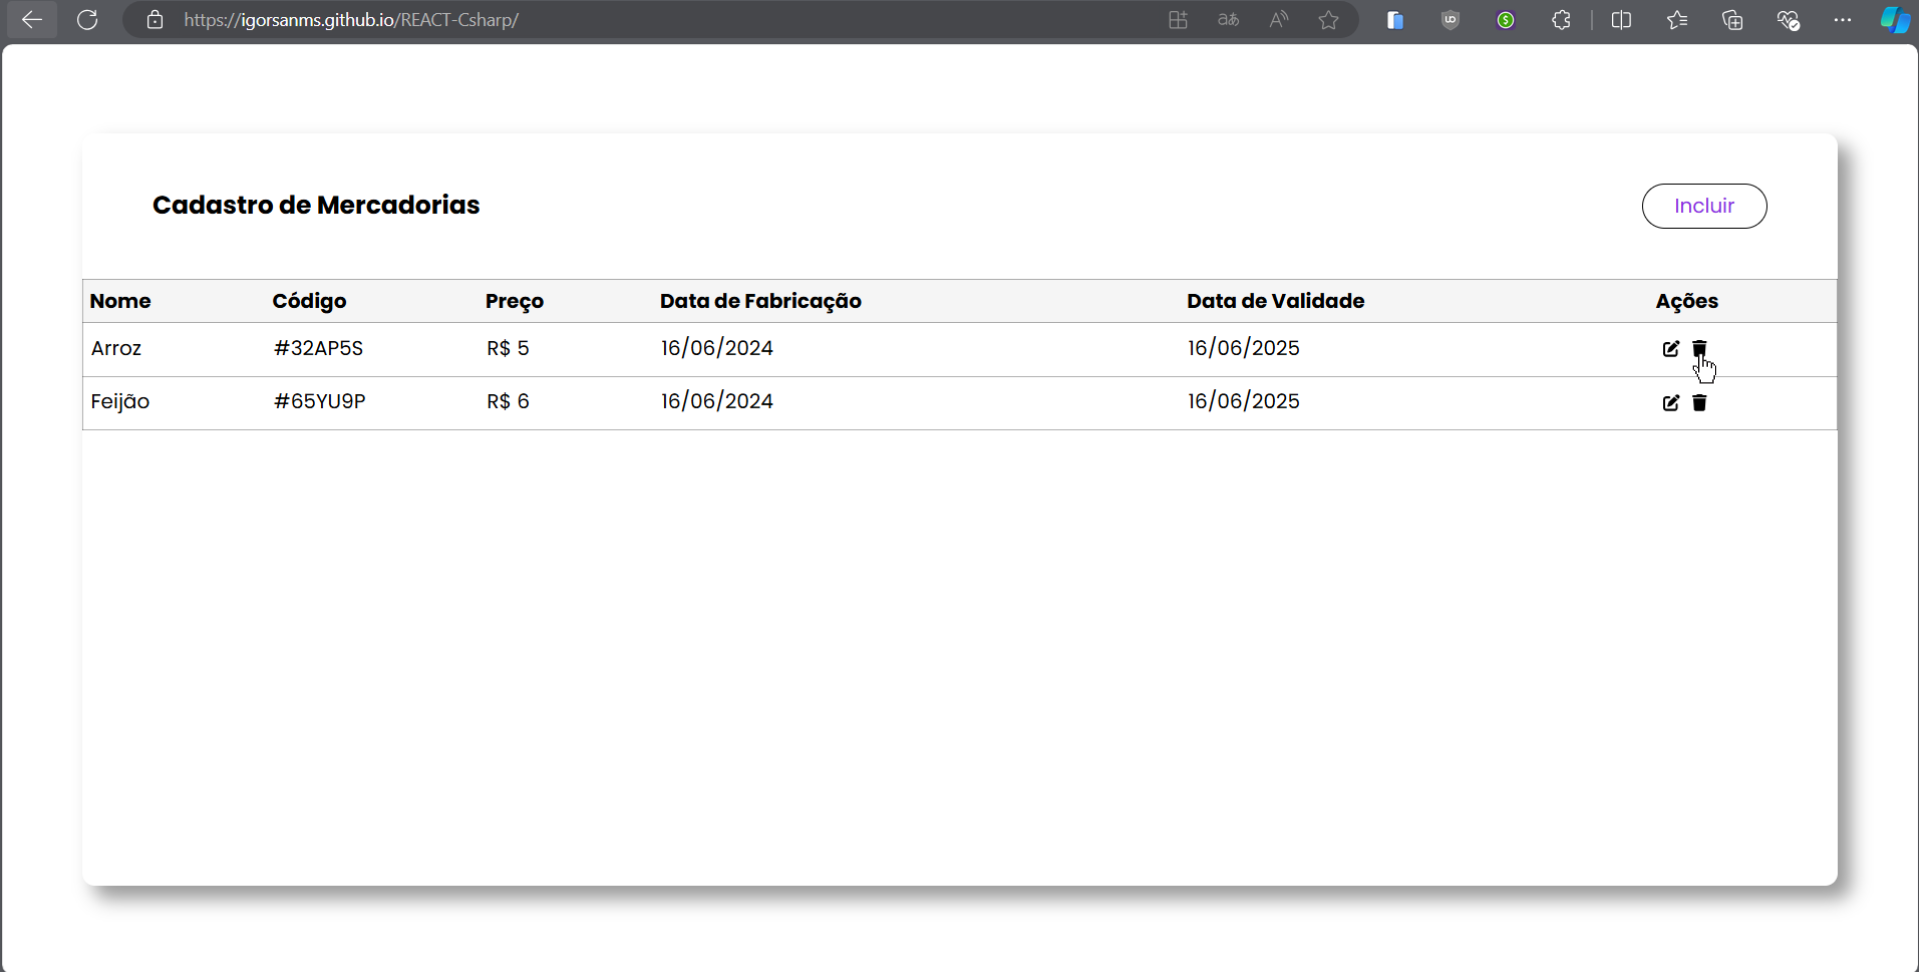 https://igorsanms.github.io/REACT-Csharp/
Cadastro de Mercadorias
Incluir
Nome Código Preço Data de Fabricação Data de Validade Ações
Arroz #32AP5S R$ 5 16/06/2024 16/06/2025
Feijão #65YU9P R$ 6 16/06/2024 16/06/2025